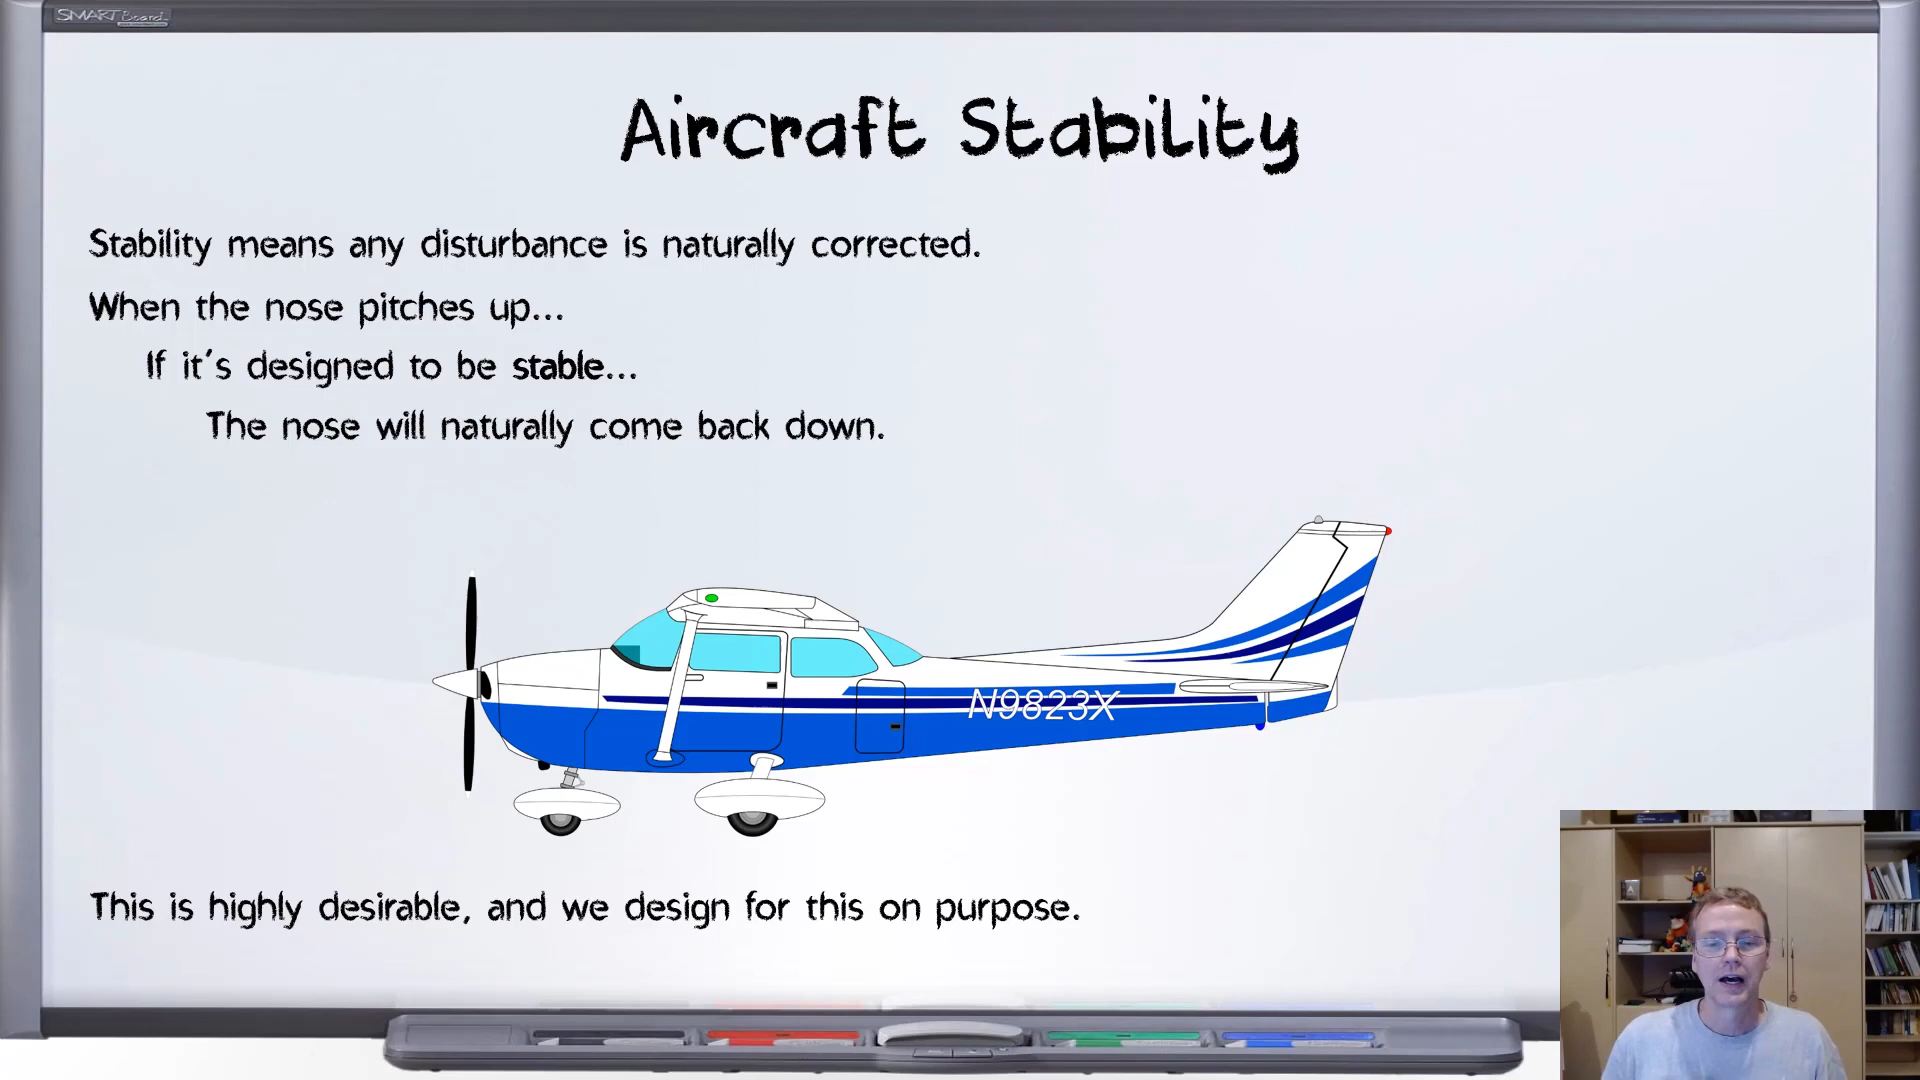 SMART Board
Aircraft Stability
Stability means any disturbance is naturally corrected.
When the nose pitches up...
If it's designed to be stable...
The nose will naturally come back down.
N9823X
This is highly desirable, and we design for this on purpose.